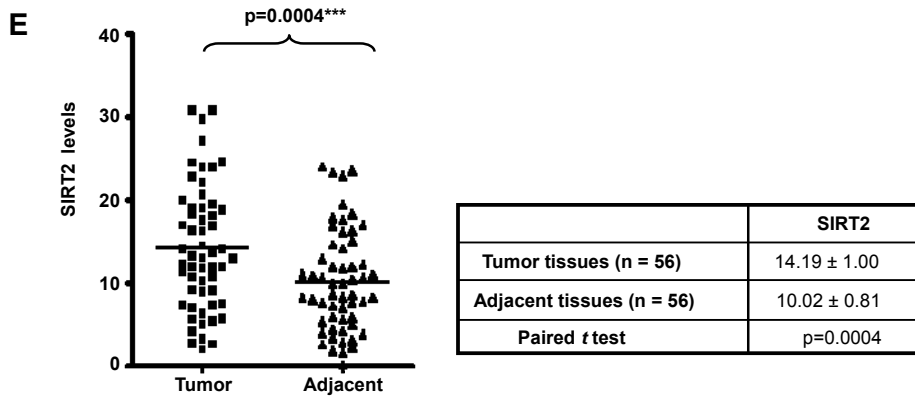 E
p=0.0004***
SIRT2 levels
40
30
20
10
0
Tumor Adjacent
SIRT2
Tumor tissues (n = 56) 14.19 ± 1.00
Adjacent tissues (n = 56) 10.02 ± 0.81
Paired t test p=0.0004